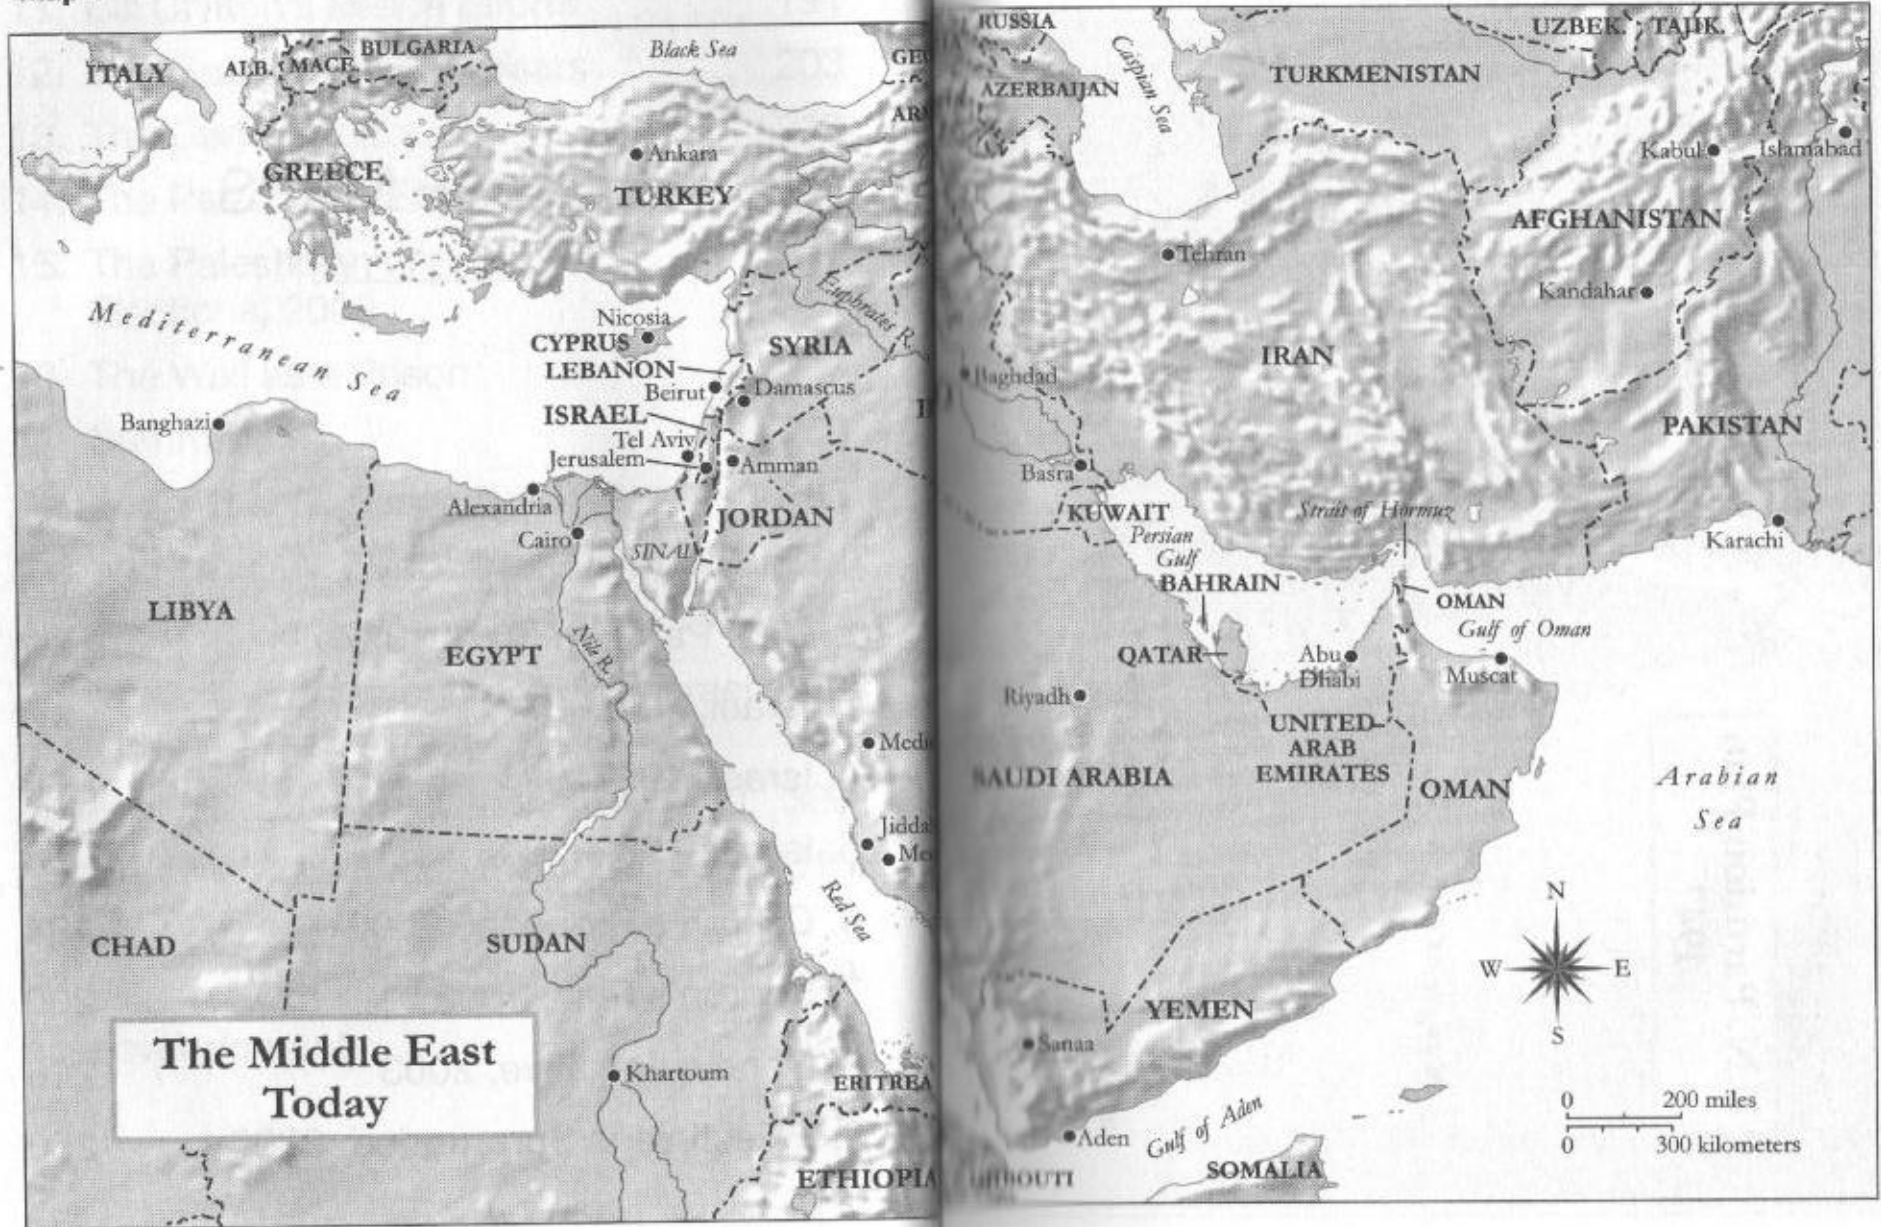 ITALY
ALB.
MACE.
BULGARIA
Black Sea
GREECE
Ankara
TURKEY
Mediterranean Sea
Nicosia
CYPRUS
LEBANON
Beirut
ISRAEL
Tel Aviv
Jerusalem
SYRIA
Euphrates R.
Damascus
Amman
JORDAN
Banghazi
Alexandria
Cairo
SINAI
LIBYA
EGYPT
Nile R.
Jidda
Red Sea
CHAD
SUDAN
Khartoum
ERITREA
ETHIOPIA
The Middle East
Today
RUSSIA
AZERBAIJAN
Caspian Sea
TURKMENISTAN
UZBEK.
TAJIK.
Kabul
Islamabad
AFGHANISTAN
Tehran
Kandahar
IRAN
Baghdad
PAKISTAN
Basra
KUWAIT
Persian
Gulf
Strait of Hormuz
Karachi
BAHRAIN
OMAN
Gulf of Oman
QATAR
Abu
Dhabi
Muscat
Riyadh
UNITED
ARAB
EMIRATES
SAUDI ARABIA
OMAN
Arabian
Sea
N
W
E
S
YEMEN
Sanaa
Aden
Gulf of Aden
SOMALIA
0 200 miles
0 300 kilometers